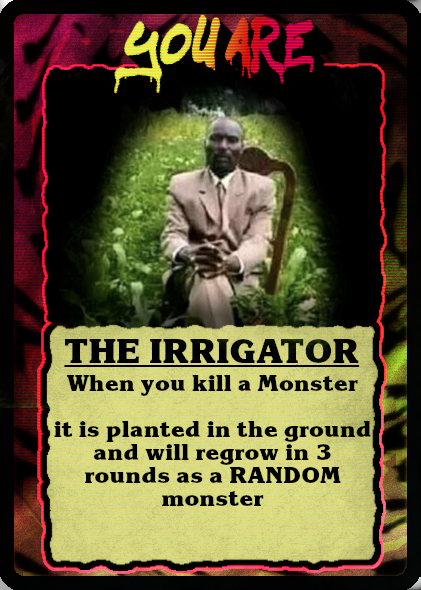 YOU ARE
THE IRRIGATOR
When you kill a Monster
it is planted in the ground
and will regrow in 3
rounds as a RANDOM
monster